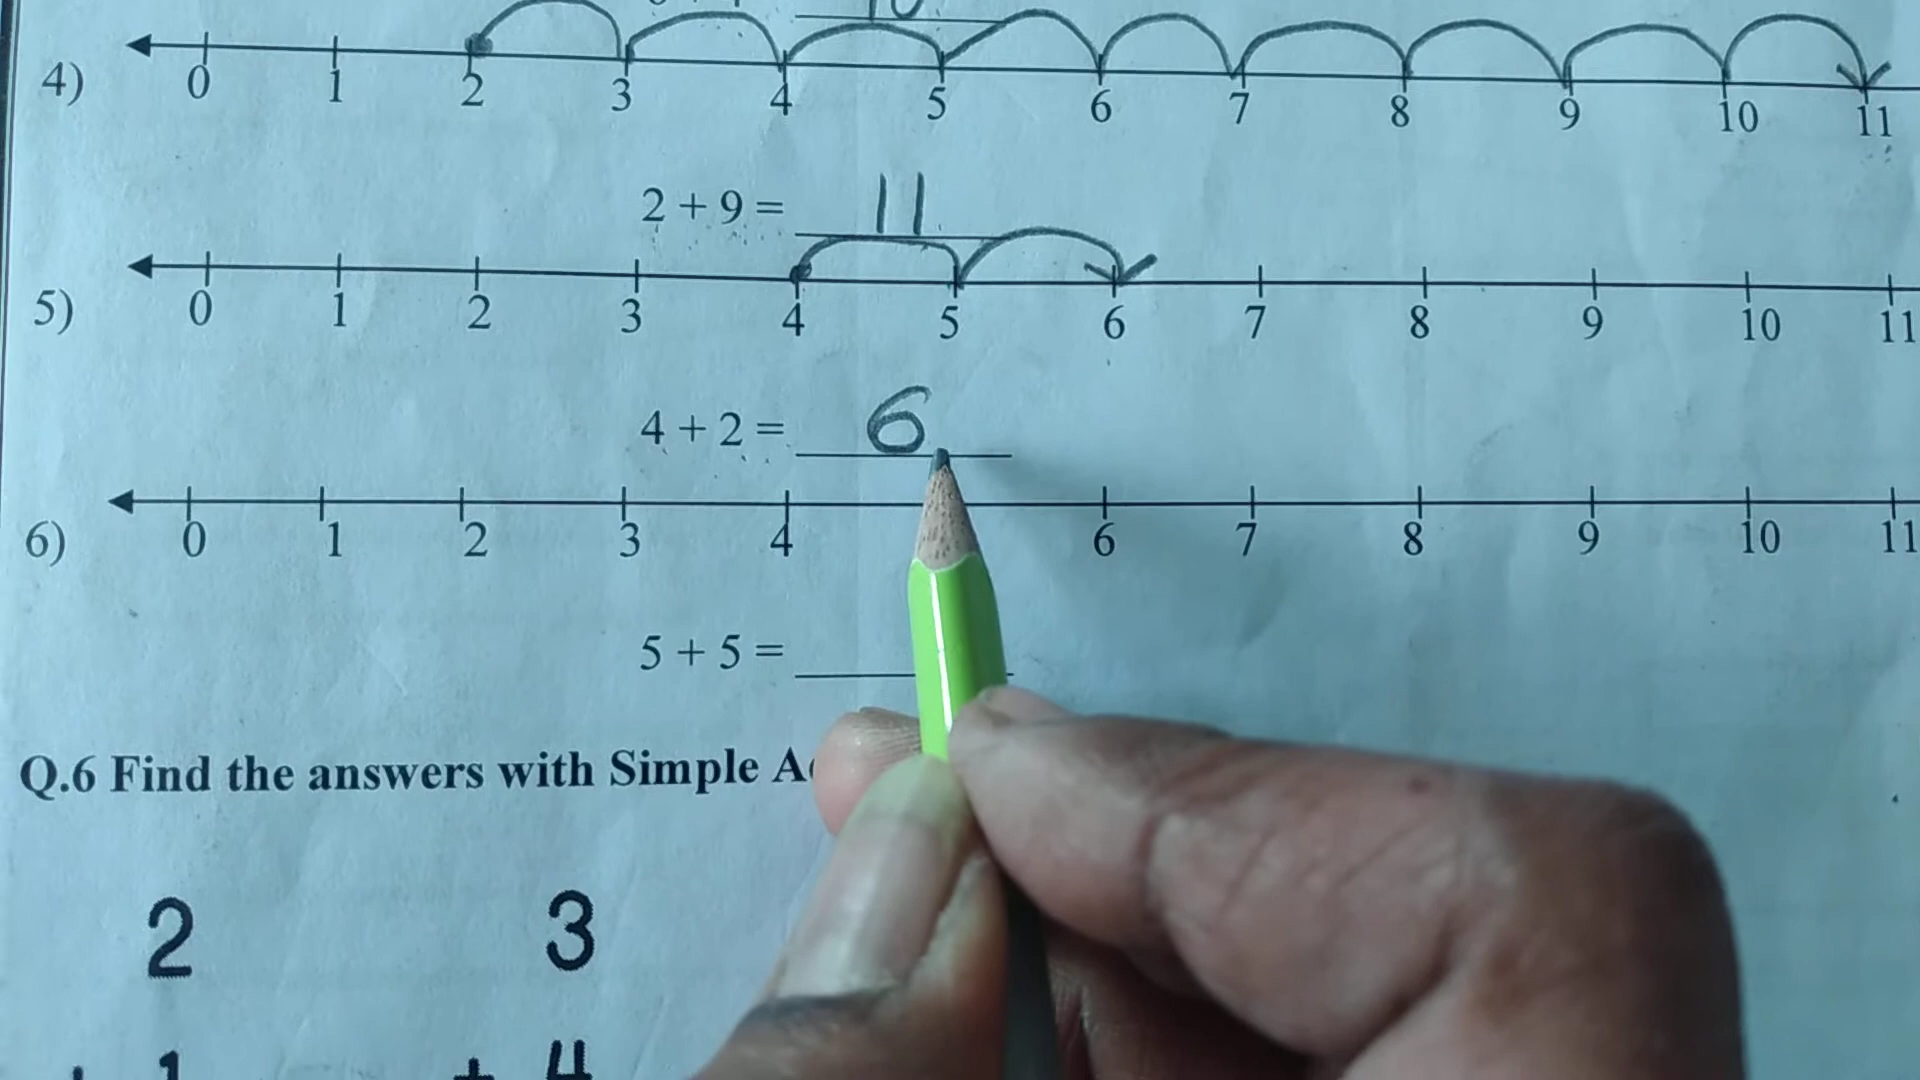 10
4) 0 1 2 3 4 5 6 7 8 9 10 11
2 + 9 = 11
5) 0 1 2 3 4 5 6 7 8 9 10 11
4 + 2 = 6
6) 0 1 2 3 4 6 7 8 9 10 11
5 + 5 =
Q.6 Find the answers with Simple
2 3
+ 1 + 4